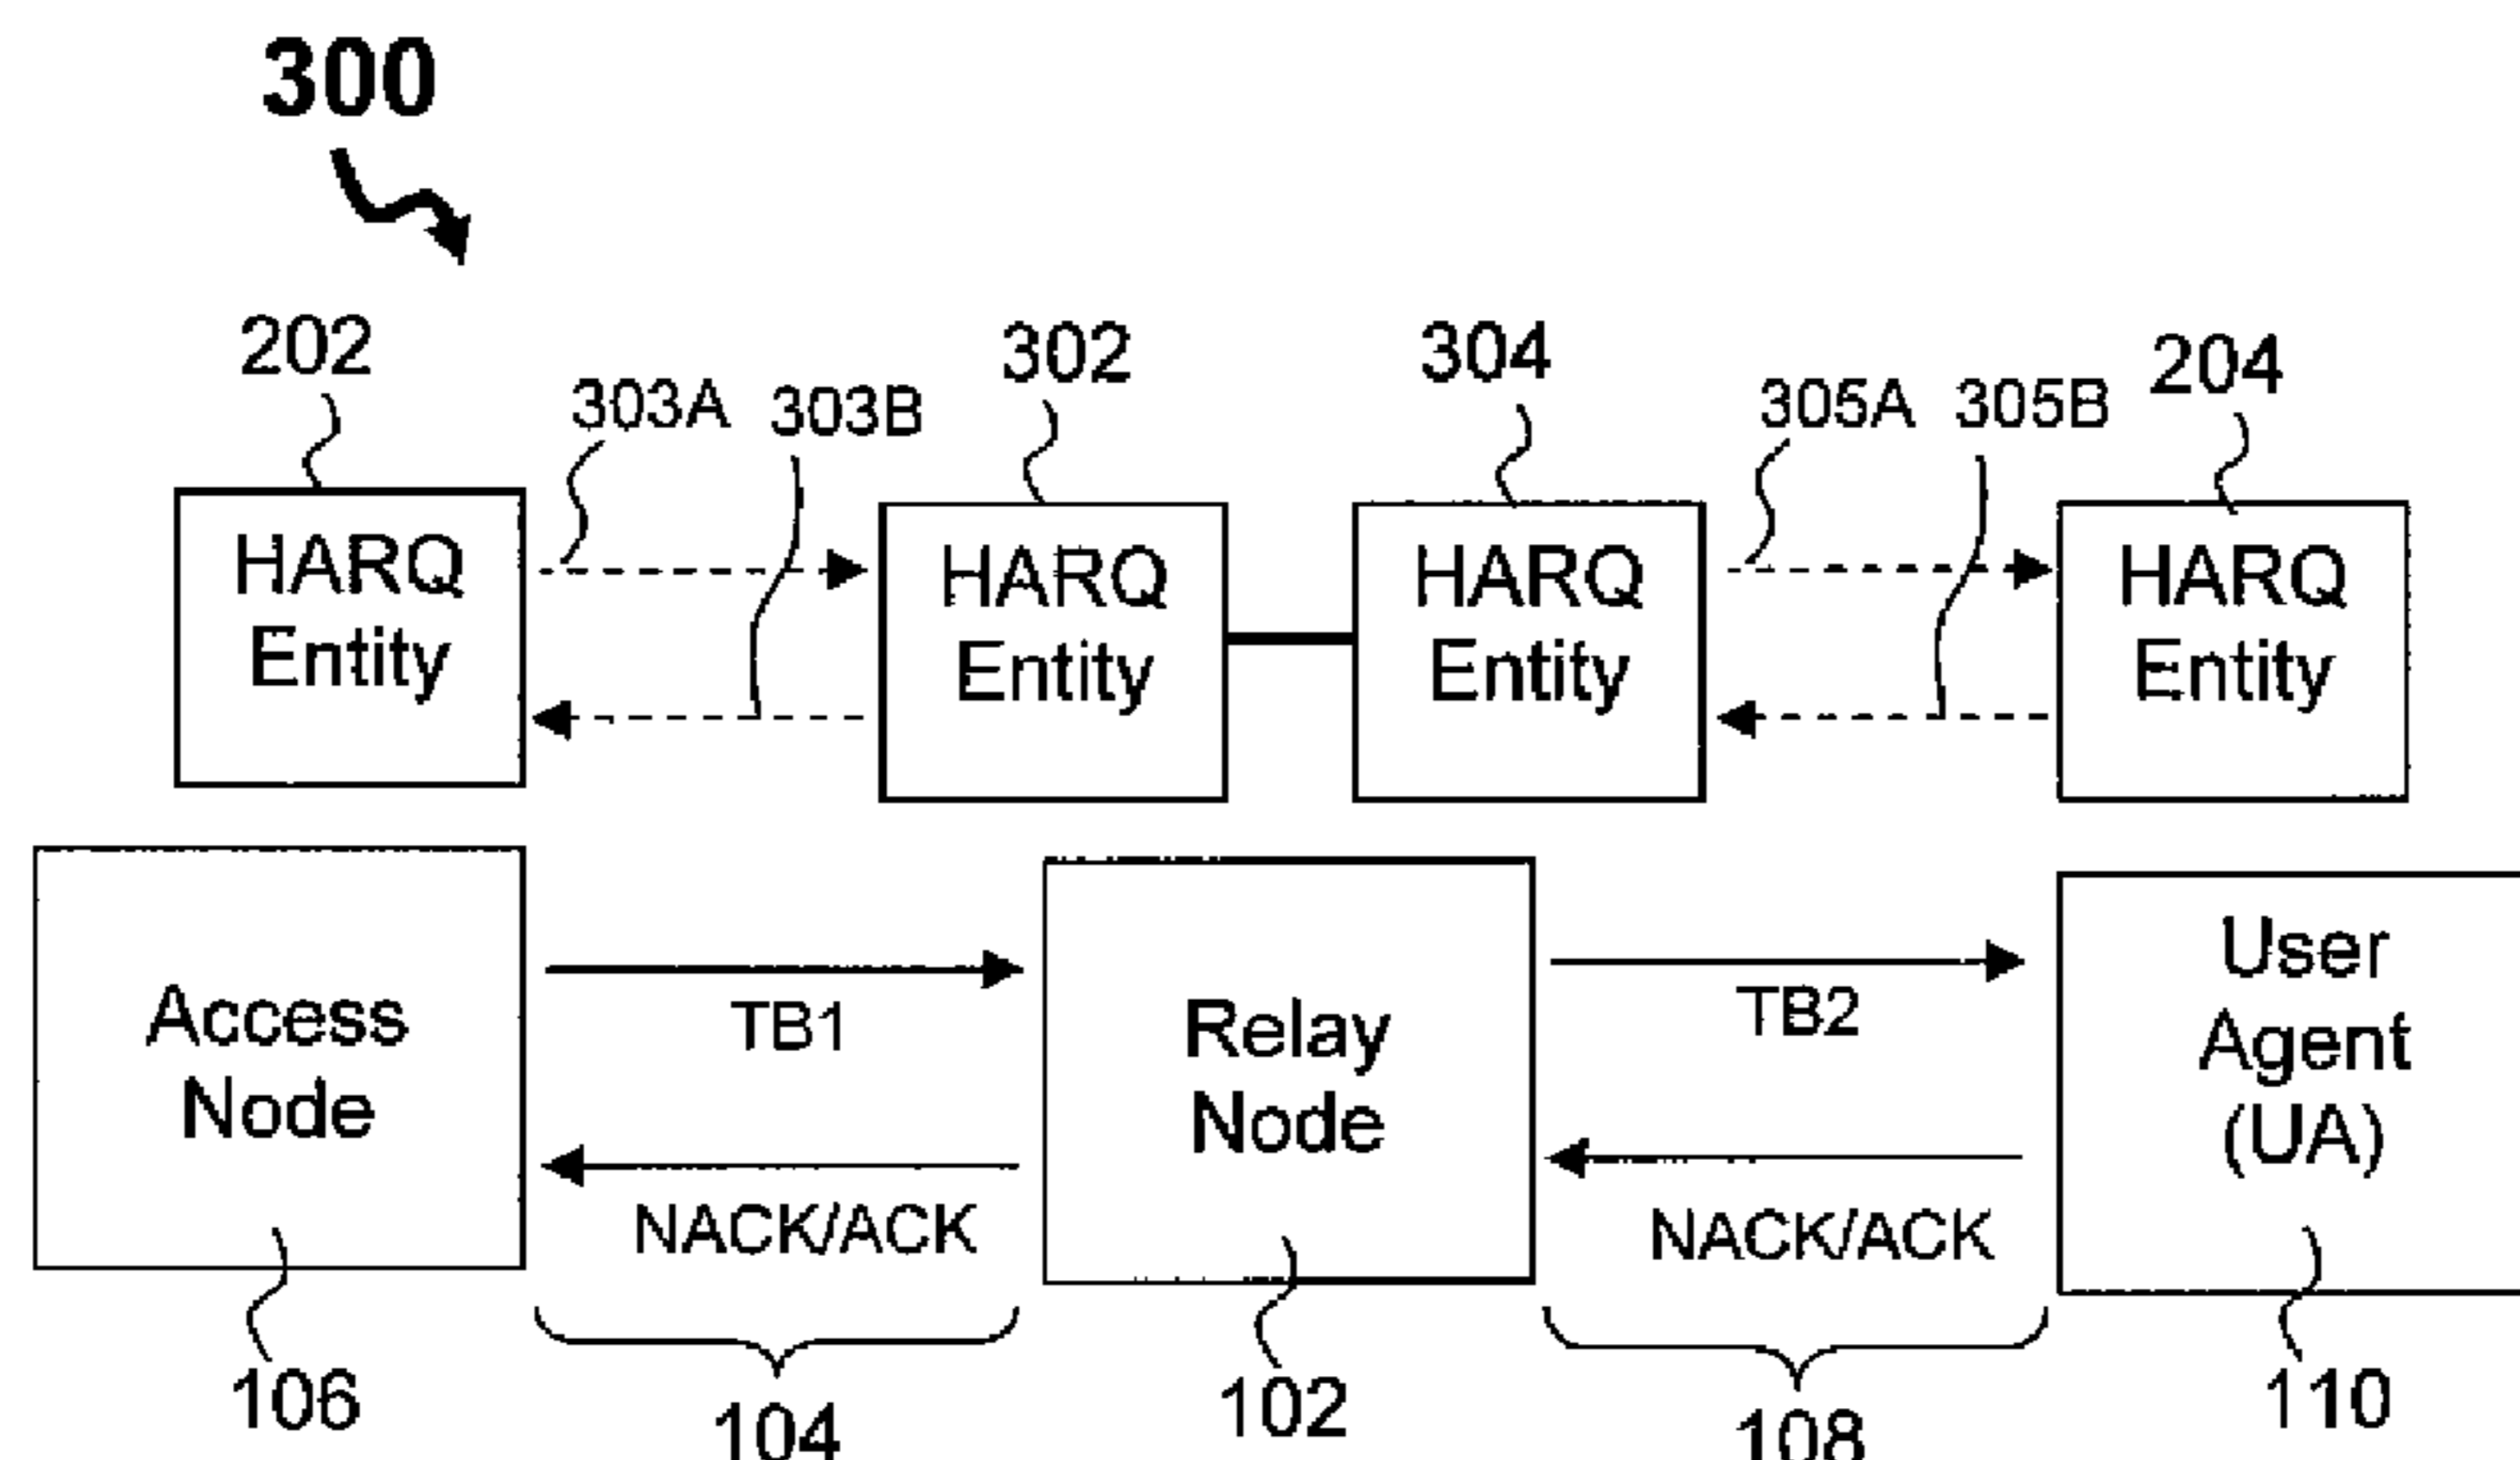 300
202
303A
303B
302
304
305A
305B
204
HARQ
Entity
HARQ
Entity
HARQ
Entity
HARQ
Entity
Access
Node
TB1
NACK/ACK
Relay
Node
TB2
NACK/ACK
User
Agent
(UA)
106
104
102
108
110